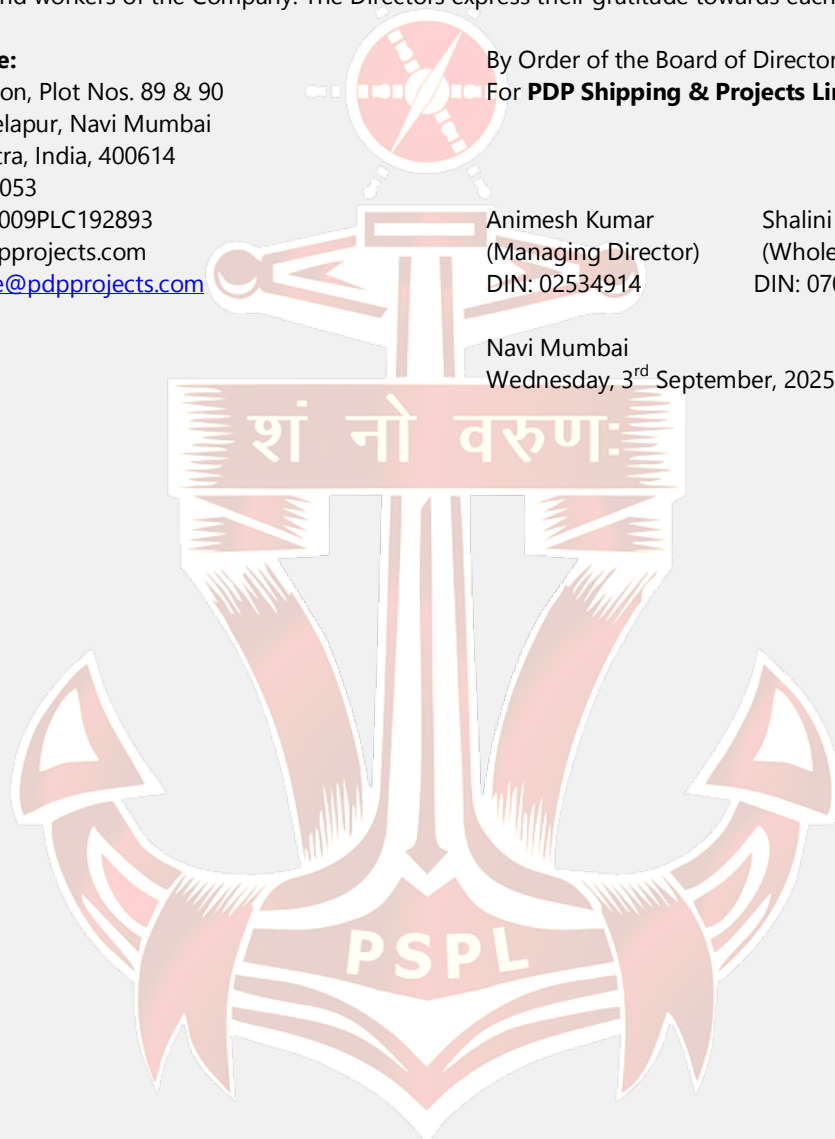 nd workers of the Company. The Directors express their gratitude towards each
e:
on, Plot Nos. 89 & 90
elapur, Navi Mumbai
tra, India, 400614
053
009PLC192893
pprojects.com
e@pdpprojects.com
By Order of the Board of Director
For PDP Shipping & Projects Li
Animesh Kumar Shalini
(Managing Director) (Whole
DIN: 02534914 DIN: 070
Navi Mumbai
Wednesday, 3rd September, 2025
शं नो वरुणः
PSPL